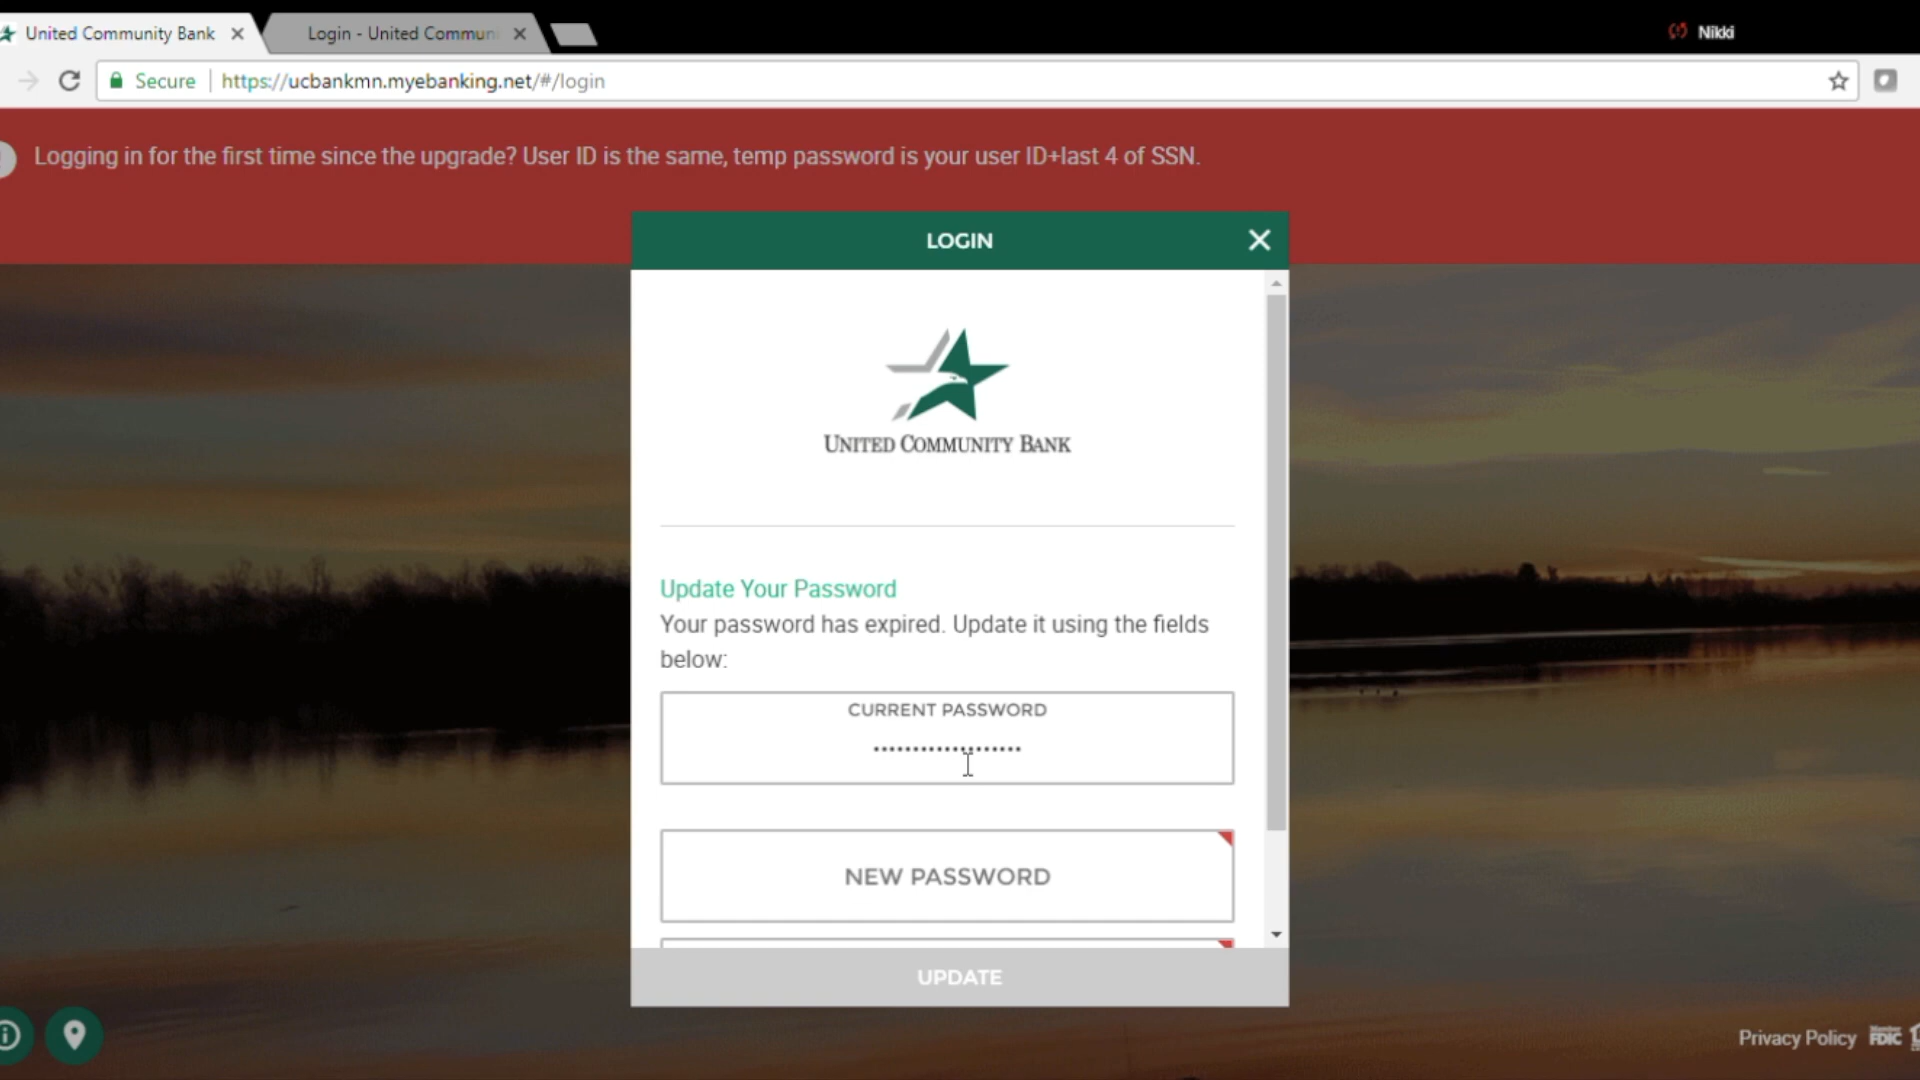 United Community Bank
Login - United Communi
Nikki
Secure
https://ucbankmn.myebanking.net/#/login
Logging in for the first time since the upgrade? User ID is the same, temp password is your user ID+last 4 of SSN.
LOGIN
UNITED COMMUNITY BANK
Update Your Password
Your password has expired. Update it using the fields
below:
CURRENT PASSWORD
NEW PASSWORD
UPDATE
Privacy Policy
Member
FDIC